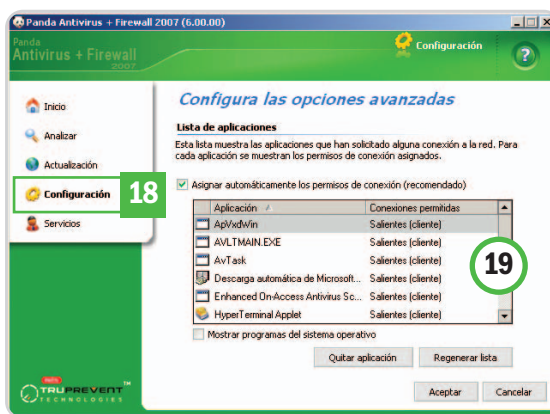 Panda Antivirus + Firewall 2007 (6.00.00)
Panda
Antivirus + Firewall
2007
Configuración
?
Inicio
Analizar
Actualización
Configuración
18
Servicios
Configura las opciones avanzadas
Lista de aplicaciones
Esta lista muestra las aplicaciones que han solicitado alguna conexión a la red. Para
cada aplicación se muestran los permisos de conexión asignados.
Asignar automáticamente los permisos de conexión (recomendado)
Aplicación Conexiones permitidas
ApVxdWin Salientes (cliente)
AVLTMAIN.EXE Salientes (cliente)
AvTask Salientes (cliente)
Descarga automática de Microsoft... Salientes (cliente)
Enhanced On-Access Antivirus Sc... Salientes (cliente)
HyperTerminal Applet Salientes (cliente)
19
Mostrar programas del sistema operativo
Quitar aplicación Regenerar lista
TRUPREVENT™
TECHNOLOGIES
Aceptar Cancelar